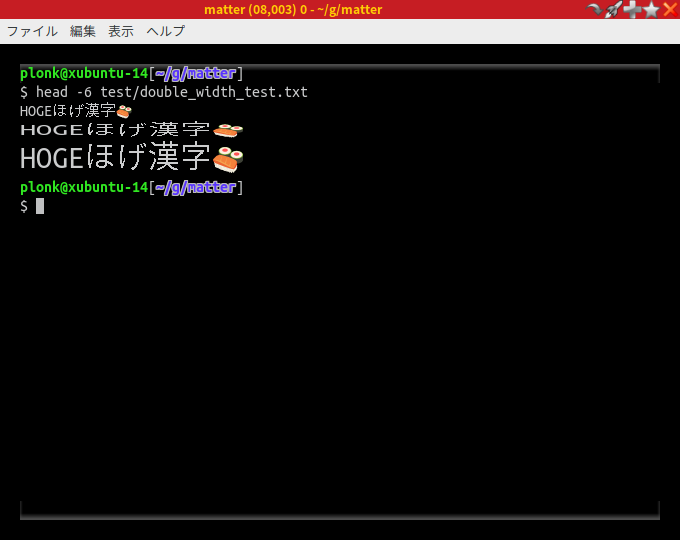 matter (08,003) 0 - ~/g/matter
ファイル 編集 表示 ヘルプ
plonk@xubuntu-14[~/g/matter]
$ head -6 test/double_width_test.txt
HOGEほげ漢字🍣
HOGEほげ漢字🍣
HOGEほげ漢字🍣
plonk@xubuntu-14[~/g/matter]
$